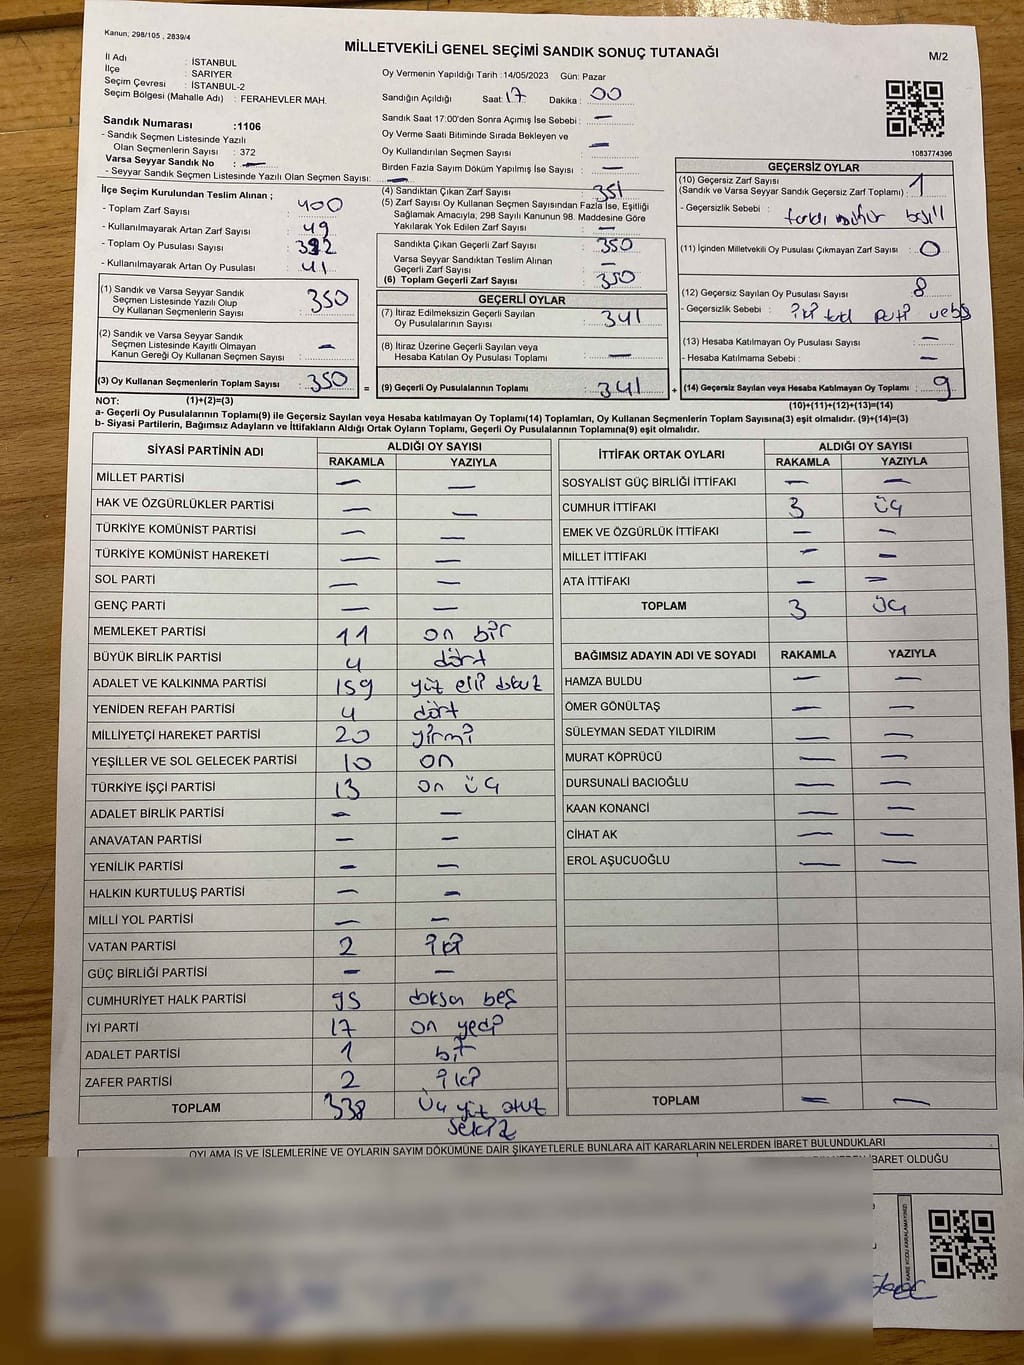 Kanun; 298/105 , 2839/4
MİLLETVEKİLİ GENEL SEÇİMİ SANDIK SONUÇ TUTANAĞI
M/2
İl Adı : İSTANBUL
İlçe : SARIYER
Seçim Çevresi : İSTANBUL-2
Seçim Bölgesi (Mahalle Adı) : FERAHEVLER MAH.
Oy Vermenin Yapıldığı Tarih : 14/05/2023 Gün: Pazar
Sandığın Açıldığı Saat: 17 Dakika : 00
Sandık Saat 17:00'den Sonra Açımış İse Sebebi : —
Oy Verme Saati Bitiminde Sırada Bekleyen ve
Oy Kullandırılan Seçmen Sayısı : —
Birden Fazla Sayım Döküm Yapılmış İse Sayısı : —
1083774396
Sandık Numarası :1106
- Sandık Seçmen Listesinde Yazılı
Olan Seçmenlerin Sayısı : 372
Varsa Seyyar Sandık No : —
- Seyyar Sandık Seçmen Listesinde Yazılı Olan Seçmen Sayısı: —
İlçe Seçim Kurulundan Teslim Alınan ;
- Toplam Zarf Sayısı : 400
- Kullanılmayarak Artan Zarf Sayısı : 49
- Toplam Oy Pusulası Sayısı :
- Kullanılmayarak Artan Oy Pusulası : 41
(1) Sandık ve Varsa Seyyar Sandık
Seçmen Listesinde Yazılı Olup
Oy Kullanan Seçmenlerin Sayısı : 350
(2) Sandık ve Varsa Seyyar Sandık
Seçmen Listesinde Kayıtlı Olmayan
Kanun Gereği Oy Kullanan Seçmen Sayısı : —
(3) Oy Kullanan Seçmenlerin Toplam Sayısı : 350 =
(1)+(2)=(3)
(4) Sandıktan Çıkan Zarf Sayısı : 351
(5) Zarf Sayısı Oy Kullanan Seçmen Sayısından Fazla İse, Eşitliği
Sağlamak Amacıyla, 298 Sayılı Kanunun 98. Maddesine Göre
Yakılarak Yok Edilen Zarf Sayısı : —
Sandıkta Çıkan Geçerli Zarf Sayısı : 350
Varsa Seyyar Sandıktan Teslim Alınan
Geçerli Zarf Sayısı : —
(6) Toplam Geçerli Zarf Sayısı : 350
GEÇERLİ OYLAR
(7) İtiraz Edilmeksizin Geçerli Sayılan
Oy Pusulalarının Sayısı : 341
(8) İtiraz Üzerine Geçerli Sayılan veya
Hesaba Katılan Oy Pusulası Toplamı : —
(9) Geçerli Oy Pusulalarının Toplamı : 341 +
GEÇERSİZ OYLAR
(10) Geçersiz Zarf Sayısı
(Sandık ve Varsa Seyyar Sandık Geçersiz Zarf Toplamı) : 1
- Geçersizlik Sebebi : farklı mühür
(11) İçinden Milletvekili Oy Pusulası Çıkmayan Zarf Sayısı : 0
(12) Geçersiz Sayılan Oy Pusulası Sayısı : 8
- Geçersizlik Sebebi :
(13) Hesaba Katılmayan Oy Pusulası Sayısı : —
- Hesaba Katılmama Sebebi : —
(14) Geçersiz Sayılan veya Hesaba Katılmayan Oy Toplamı : 9
(10)+(11)+(12)+(13)=(14)
NOT:
a- Geçerli Oy Pusulalarının Toplamı(9) ile Geçersiz Sayılan veya Hesaba katılmayan Oy Toplamı(14) Toplamları, Oy Kullanan Seçmenlerin Toplam Sayısına(3) eşit olmalıdır. (9)+(14)=(3)
b- Siyasi Partilerin, Bağımsız Adayların ve İttifakların Aldığı Ortak Oyların Toplamı, Geçerli Oy Pusulalarının Toplamına(9) eşit olmalıdır.
SİYASİ PARTİNİN ADI ALDIĞI OY SAYISI
RAKAMLA YAZIYLA
MİLLET PARTİSİ — —
HAK VE ÖZGÜRLÜKLER PARTİSİ — —
TÜRKİYE KOMÜNİST PARTİSİ — —
TÜRKİYE KOMÜNİST HAREKETİ — —
SOL PARTİ — —
GENÇ PARTİ — —
MEMLEKET PARTİSİ 11 on bir
BÜYÜK BİRLİK PARTİSİ 4 dört
ADALET VE KALKINMA PARTİSİ 159 yüz elli dokuz
YENİDEN REFAH PARTİSİ 4 dört
MİLLİYETÇİ HAREKET PARTİSİ 20 yirmi
YEŞİLLER VE SOL GELECEK PARTİSİ 10 on
TÜRKİYE İŞÇİ PARTİSİ 13 on üç
ADALET BİRLİK PARTİSİ — —
ANAVATAN PARTİSİ — —
YENİLİK PARTİSİ — —
HALKIN KURTULUŞ PARTİSİ — —
MİLLİ YOL PARTİSİ — —
VATAN PARTİSİ 2 iki
GÜÇ BİRLİĞİ PARTİSİ — —
CUMHURİYET HALK PARTİSİ 95 doksan beş
İYİ PARTİ 17 on yedi
ADALET PARTİSİ 1 bir
ZAFER PARTİSİ 2 iki
TOPLAM 338 Üç yüz otuz
sekiz
İTTİFAK ORTAK OYLARI ALDIĞI OY SAYISI
RAKAMLA YAZIYLA
SOSYALİST GÜÇ BİRLİĞİ İTTİFAKI — —
CUMHUR İTTİFAKI 3 üç
EMEK VE ÖZGÜRLÜK İTTİFAKI — —
MİLLET İTTİFAKI — —
ATA İTTİFAKI — —
TOPLAM 3 üç
BAĞIMSIZ ADAYIN ADI VE SOYADI RAKAMLA YAZIYLA
HAMZA BULDU — —
ÖMER GÖNÜLTAŞ — —
SÜLEYMAN SEDAT YILDIRIM — —
MURAT KÖPRÜCÜ — —
DURSUNALİ BACIOĞLU — —
KAAN KONANCİ — —
CİHAT AK — —
EROL AŞUCUOĞLU — —
TOPLAM — —
OYLAMA İŞ VE İŞLEMLERİNE VE OYLARIN SAYIM DÖKÜMÜNE DAİR ŞİKAYETLERLE BUNLARA AİT KARARLARIN NELERDEN İBARET BULUNDUKLARI
İBARET OLDUĞU
KARE KODU KARALAMAYINIZ!